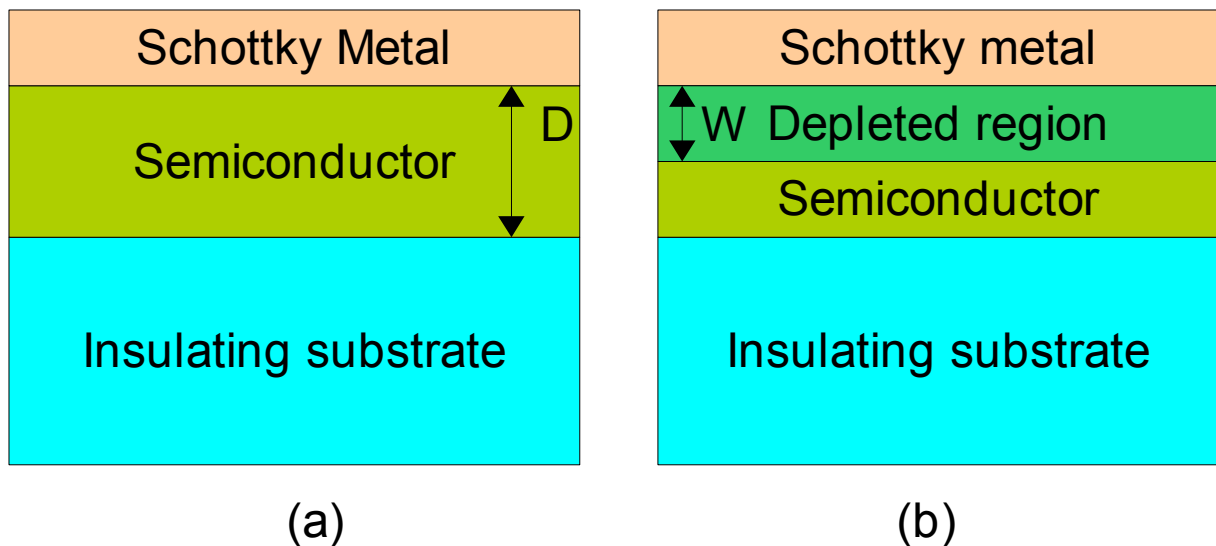 Schottky Metal
D
Semiconductor
Insulating substrate
(a)
Schottky metal
W Depleted region
Semiconductor
Insulating substrate
(b)